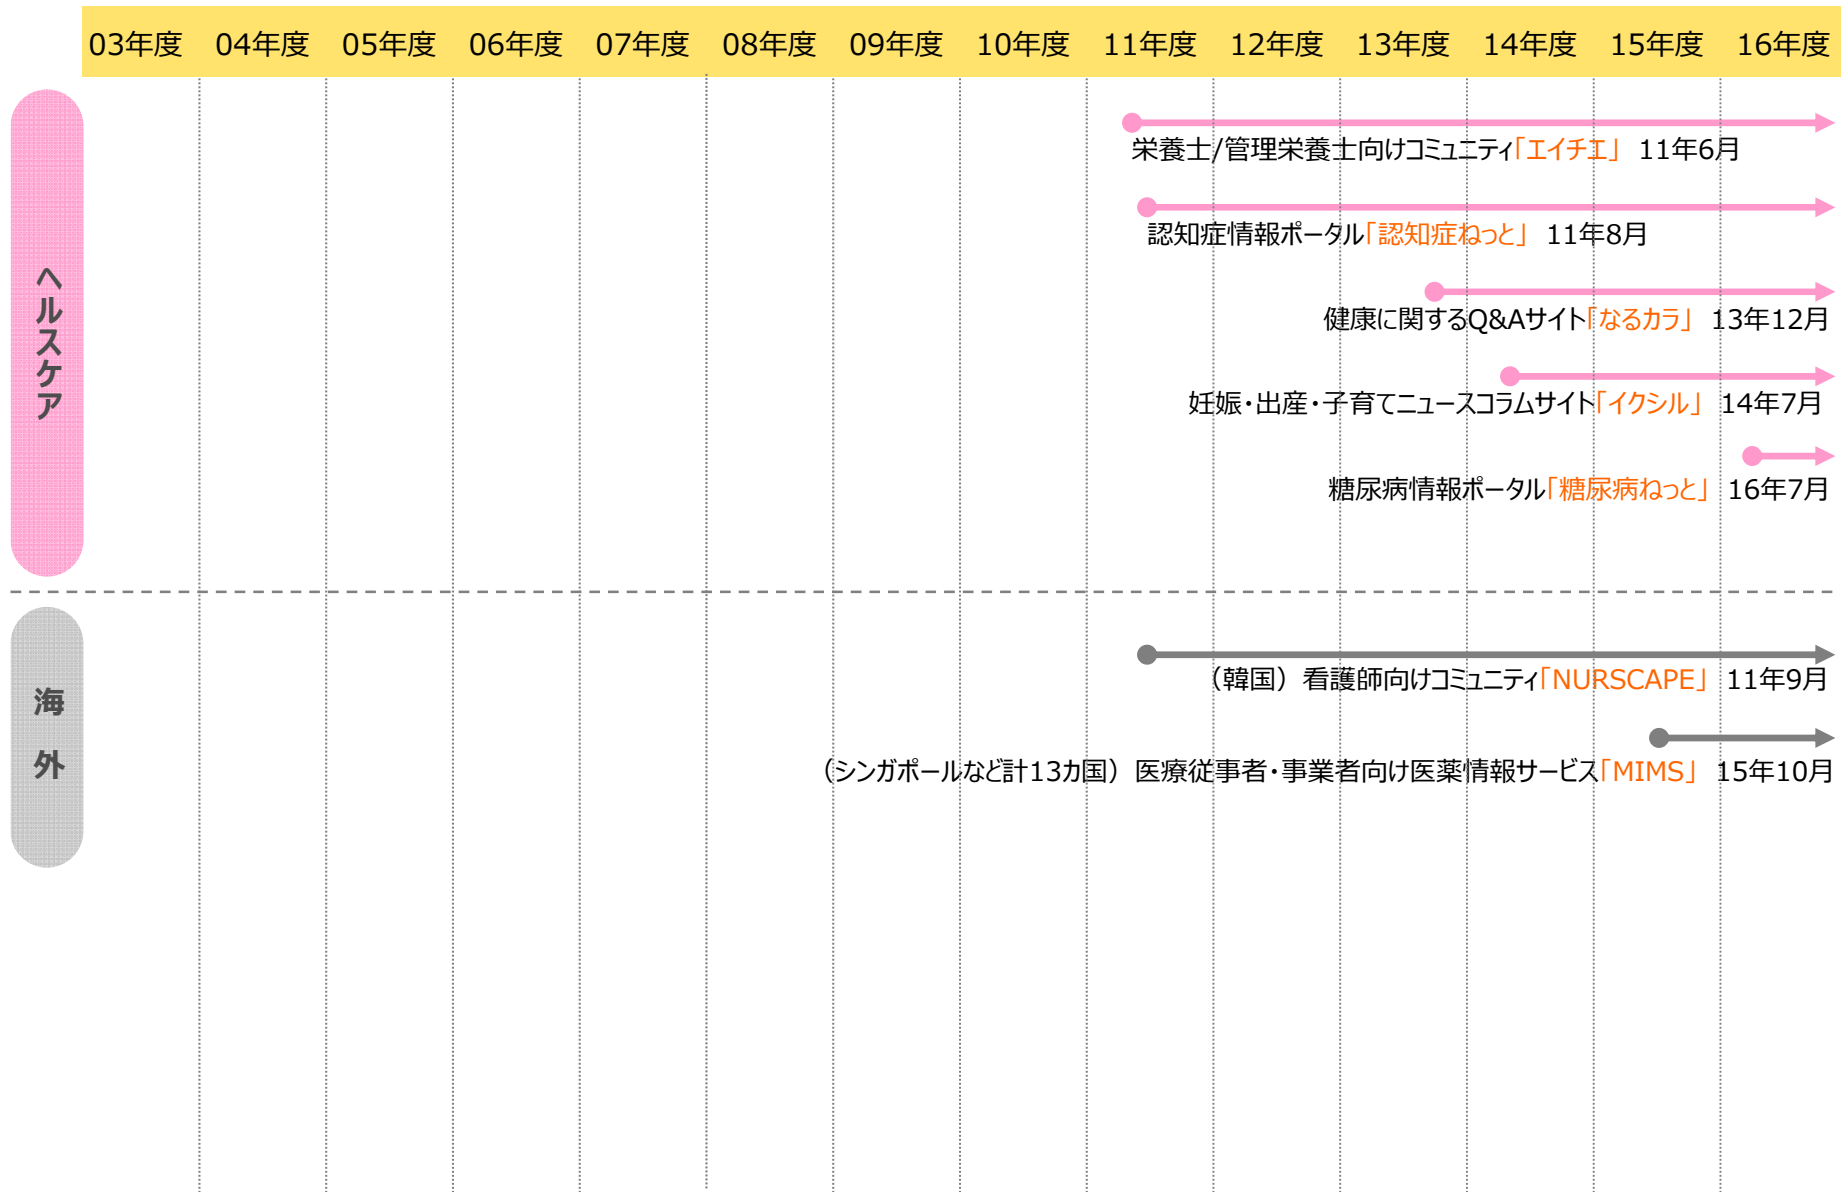 03年度 04年度 05年度 06年度 07年度 08年度 09年度 10年度 11年度 12年度 13年度 14年度 15年度 16年度
ヘルスケア
栄養士/管理栄養士向けコミュニティ「エイチエ」 11年6月
認知症情報ポータル「認知症ねっと」 11年8月
健康に関するQ&Aサイト「なるカラ」 13年12月
妊娠・出産・子育てニュースコラムサイト「イクシル」 14年7月
糖尿病情報ポータル「糖尿病ねっと」 16年7月
海外
（韓国）看護師向けコミュニティ「NURSCAPE」 11年9月
（シンガポールなど計13カ国）医療従事者・事業者向け医薬情報サービス「MIMS」 15年10月